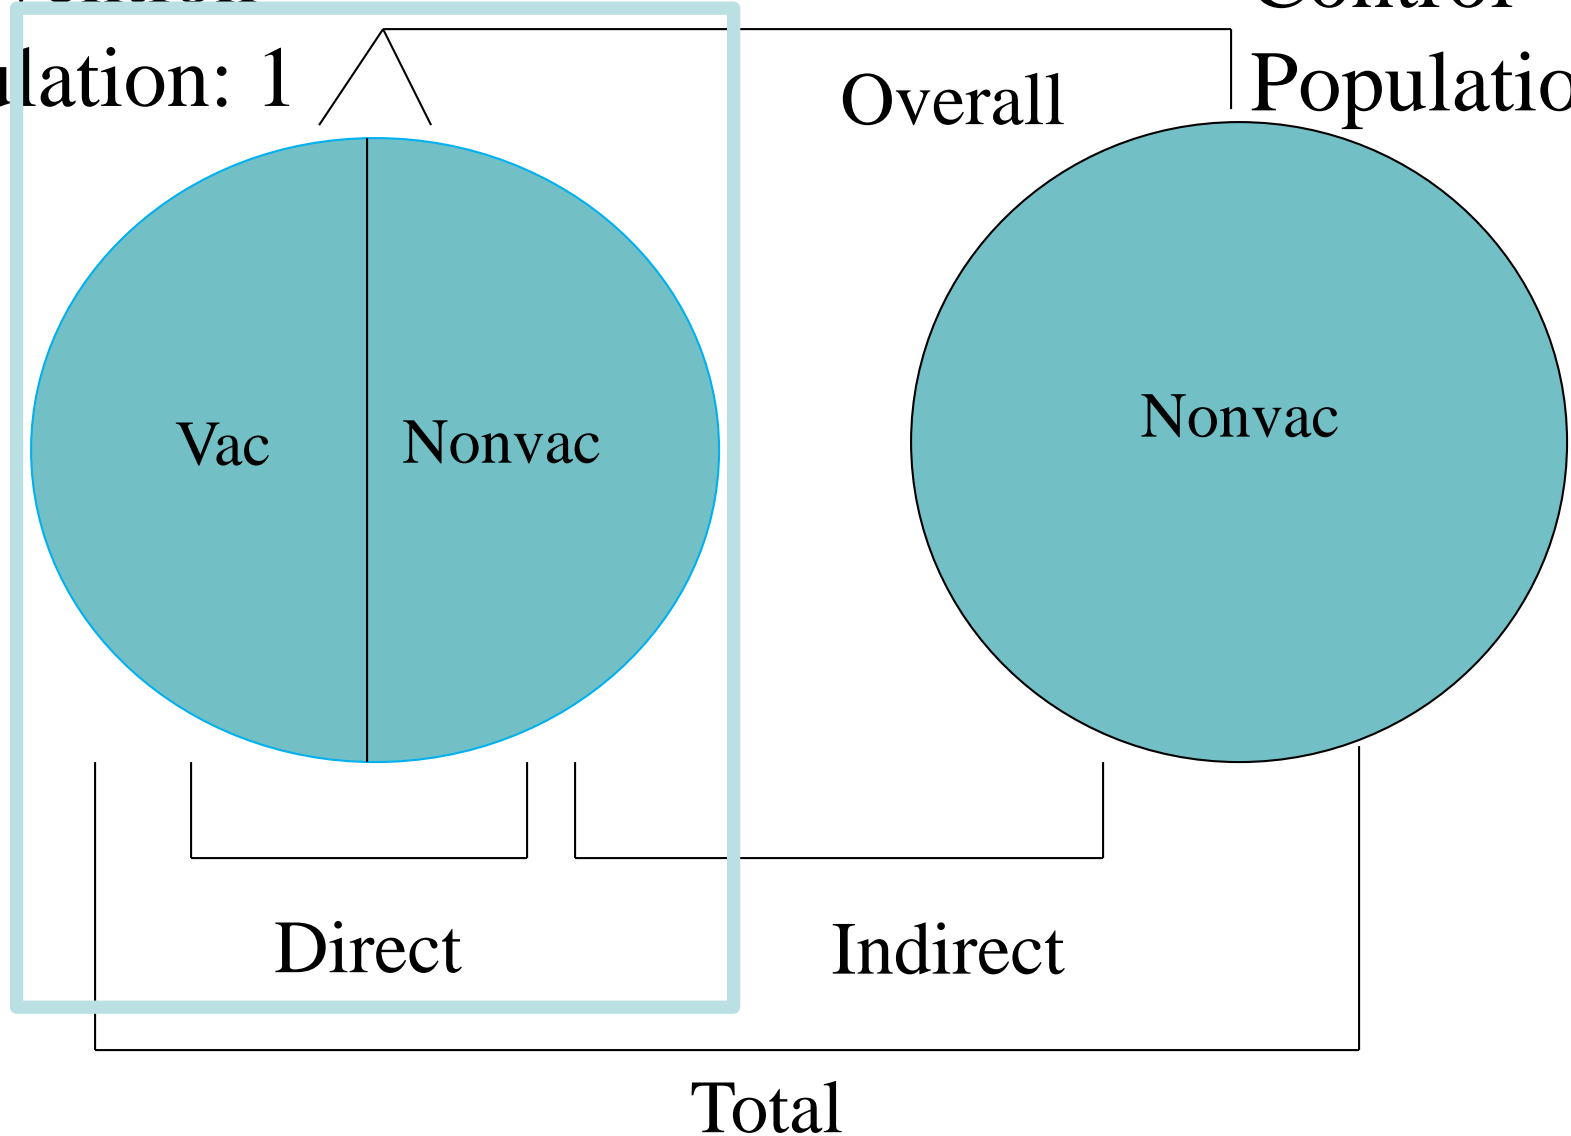 ulation: 1
Overall
Populatio
Vac
Nonvac
Nonvac
Direct
Indirect
Total